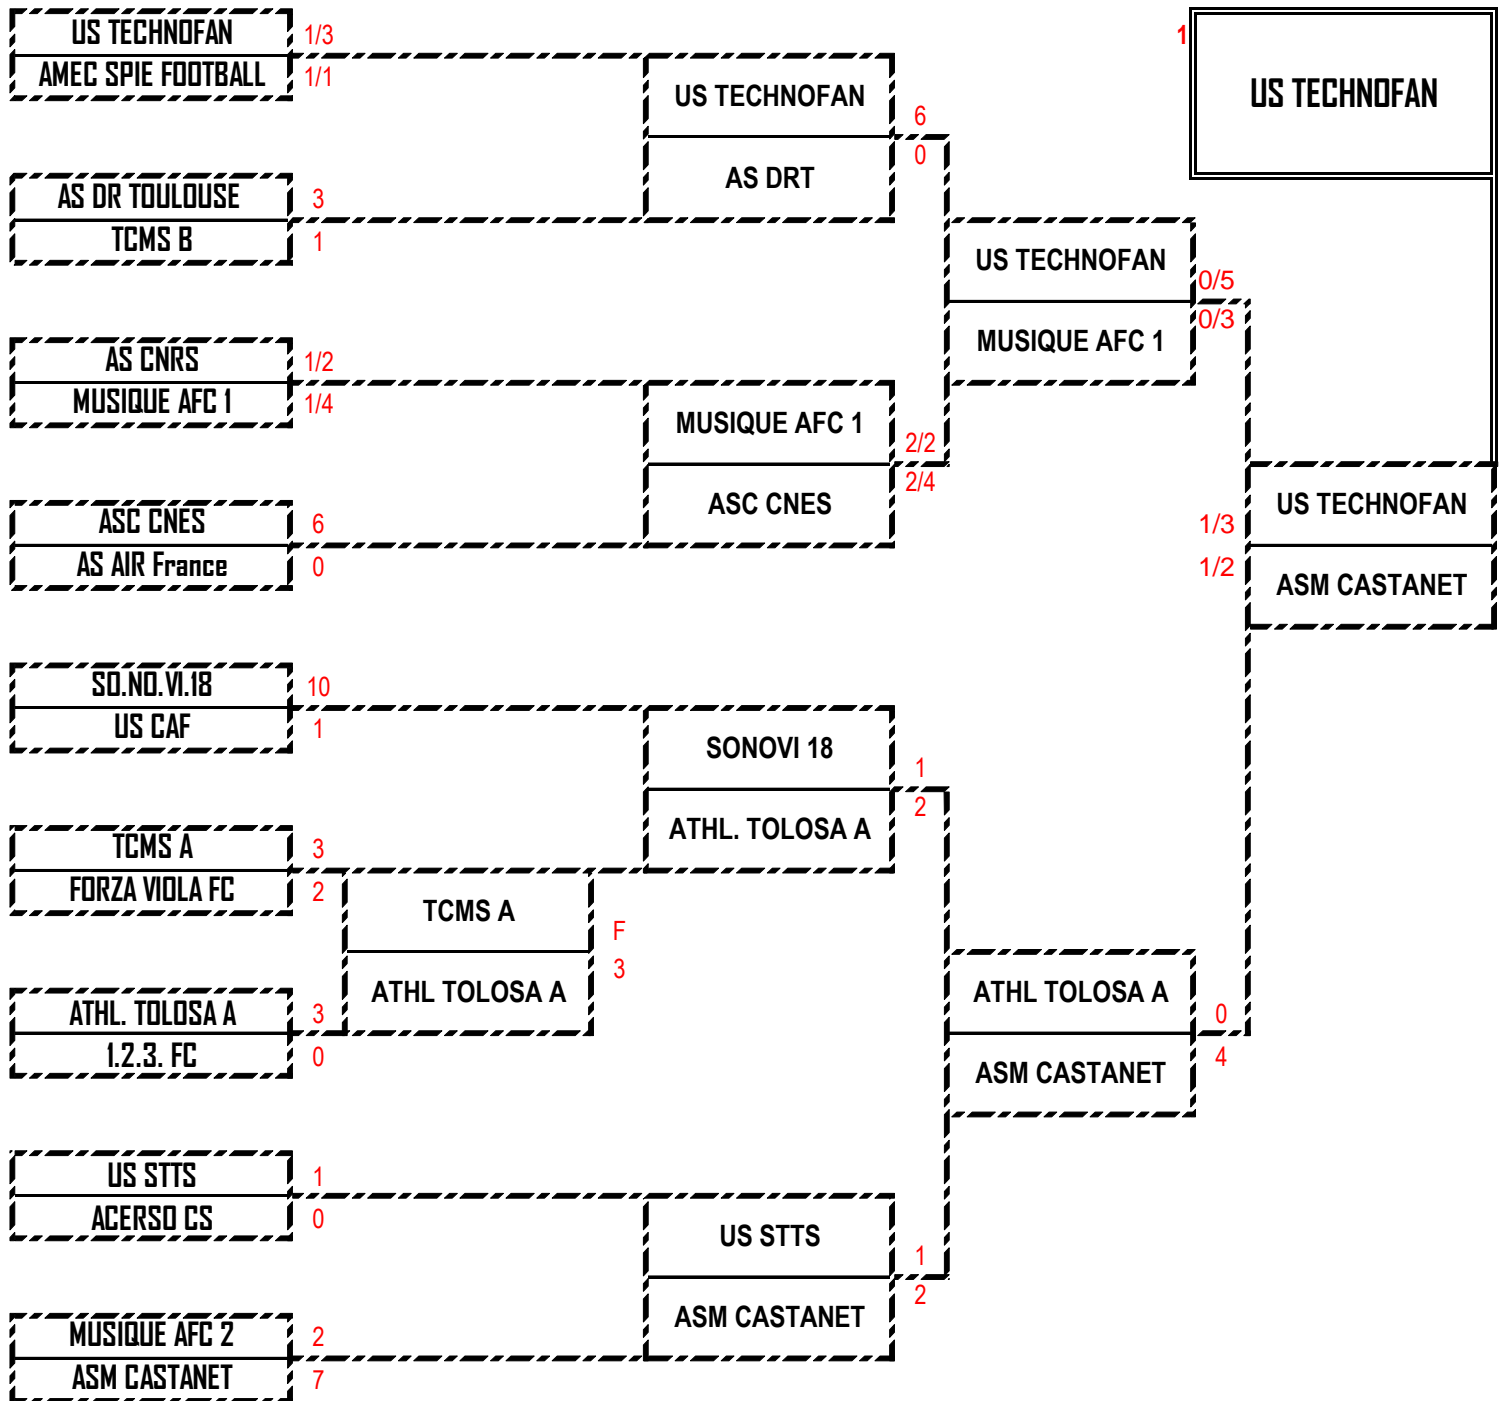 US TECHNOFAN 1/3
AMEC SPIE FOOTBALL 1/1
US TECHNOFAN 6
AS DRT 0
1 US TECHNOFAN
AS DR TOULOUSE 3
TCMS B 1
US TECHNOFAN 0/5
MUSIQUE AFC 1 0/3
AS CNRS 1/2
MUSIQUE AFC 1 1/4
MUSIQUE AFC 1 2/2
ASC CNES 2/4
ASC CNES 6
AS AIR France 0
1/3 US TECHNOFAN
1/2 ASM CASTANET
SO.NO.VI.18 10
US CAF 1
SONOVI 18 1
ATHL. TOLOSA A 2
TCMS A 3
FORZA VIOLA FC 2
TCMS A F
ATHL TOLOSA A 3
ATHL. TOLOSA A 3
1.2.3. FC 0
ATHL TOLOSA A 0
ASM CASTANET 4
US STTS 1
ACERSO CS 0
US STTS 1
ASM CASTANET 2
MUSIQUE AFC 2 2
ASM CASTANET 7